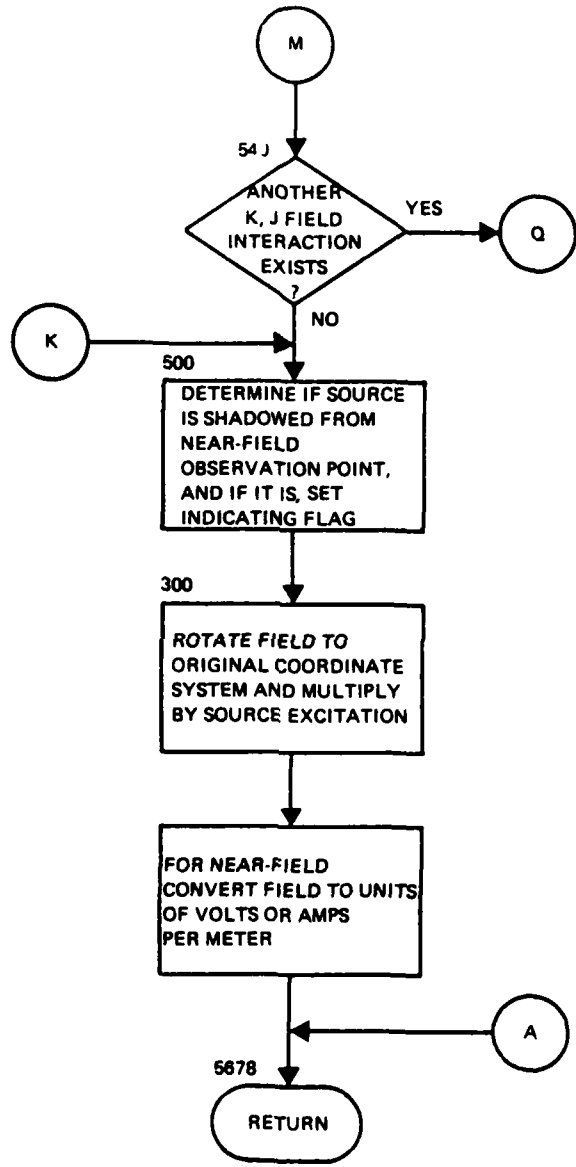 M
54J
ANOTHER
K, J FIELD
INTERACTION
EXISTS
?
YES
Q
NO
K
500
DETERMINE IF SOURCE
IS SHADOWED FROM
NEAR-FIELD
OBSERVATION POINT,
AND IF IT IS, SET
INDICATING FLAG
300
ROTATE FIELD TO
ORIGINAL COORDINATE
SYSTEM AND MULTIPLY
BY SOURCE EXCITATION
FOR NEAR-FIELD
CONVERT FIELD TO UNITS
OF VOLTS OR AMPS
PER METER
A
5678
RETURN